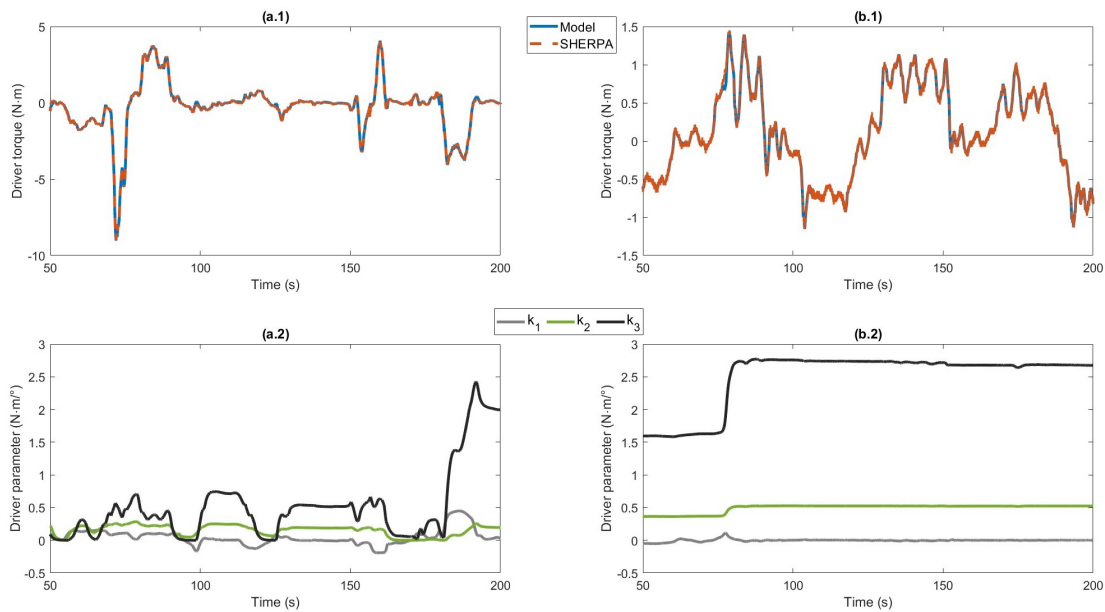 (a.1)
Driver torque (N·m)
5
0
-5
-10
50
100
150
200
Time (s)
Model
SHERPA
(b.1)
Driver torque (N·m)
1.5
1
0.5
0
-0.5
-1
-1.5
50
100
150
200
Time (s)
k1
k2
k3
(a.2)
Driver parameter (N·m/°)
3
2.5
2
1.5
1
0.5
0
-0.5
50
100
150
200
Time (s)
(b.2)
Driver parameter (N·m/°)
3
2.5
2
1.5
1
0.5
0
-0.5
50
100
150
200
Time (s)